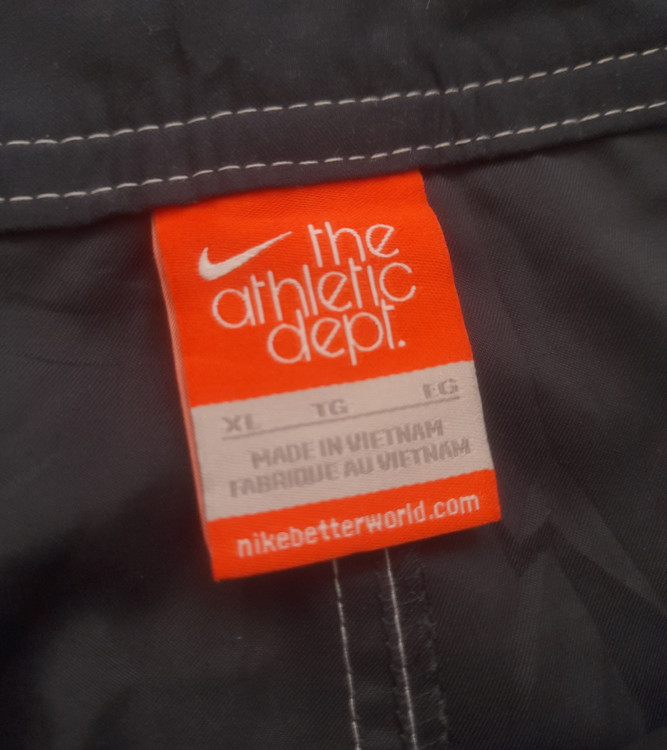 the
athletic
dept.
XL TG EG
MADE IN VIETNAM
FABRIQUE AU VIETNAM
nikebetterworld.com